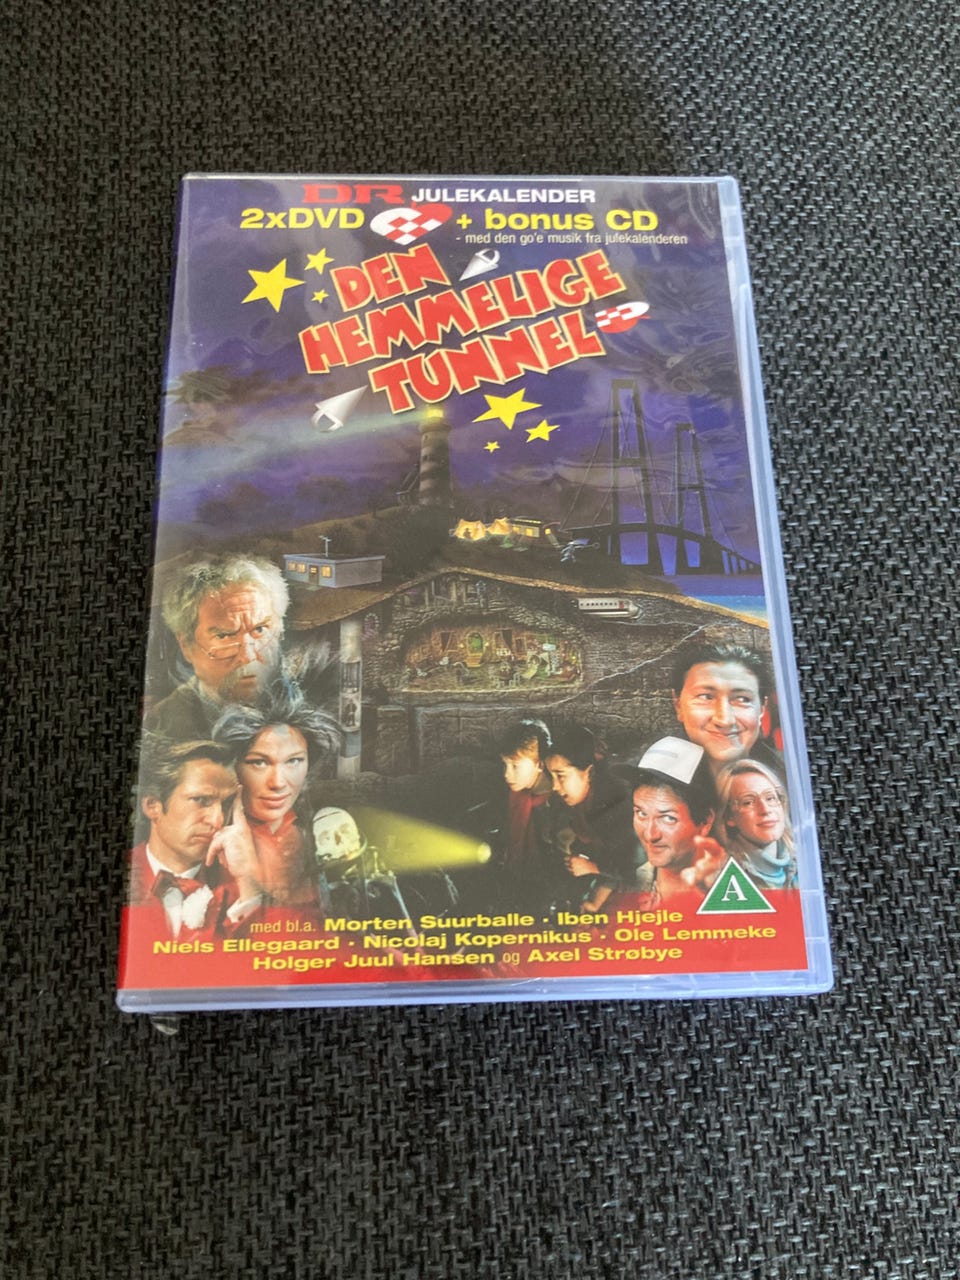 DR JULEKALENDER
2xDVD + bonus CD
- med den go'e musik fra julekalenderen
DEN
HEMMELIGE
TUNNEL
A
med bl.a. Morten Suurballe · Iben Hjejle
Niels Ellegaard · Nicolaj Kopernikus · Ole Lemmeke
Holger Juul Hansen og Axel Strøbye